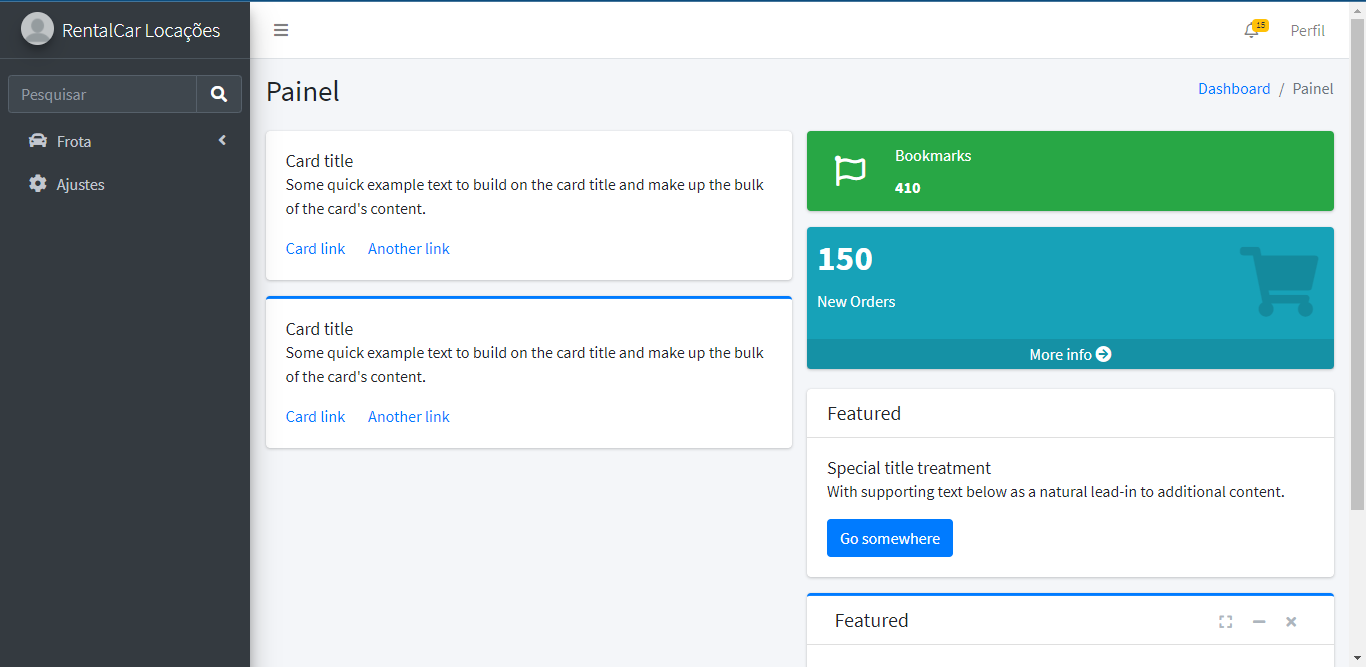 RentalCar Locações
Pesquisar
Frota
Ajustes
15
Perfil
Painel
Dashboard / Painel
Card title
Some quick example text to build on the card title and make up the bulk
of the card's content.
Card link Another link
Card title
Some quick example text to build on the card title and make up the bulk
of the card's content.
Card link Another link
Bookmarks
410
150
New Orders
More info
Featured
Special title treatment
With supporting text below as a natural lead-in to additional content.
Go somewhere
Featured